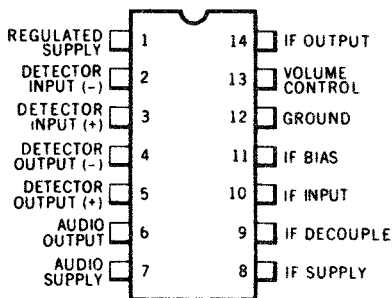 REGULATED
SUPPLY
1
14
IF OUTPUT
DETECTOR
INPUT (-)
2
13
VOLUME
CONTROL
DETECTOR
INPUT (+)
3
12
GROUND
DETECTOR
OUTPUT (-)
4
11
IF BIAS
DETECTOR
OUTPUT (+)
5
10
IF INPUT
AUDIO
OUTPUT
6
9
IF DECOUPLE
AUDIO
SUPPLY
7
8
IF SUPPLY